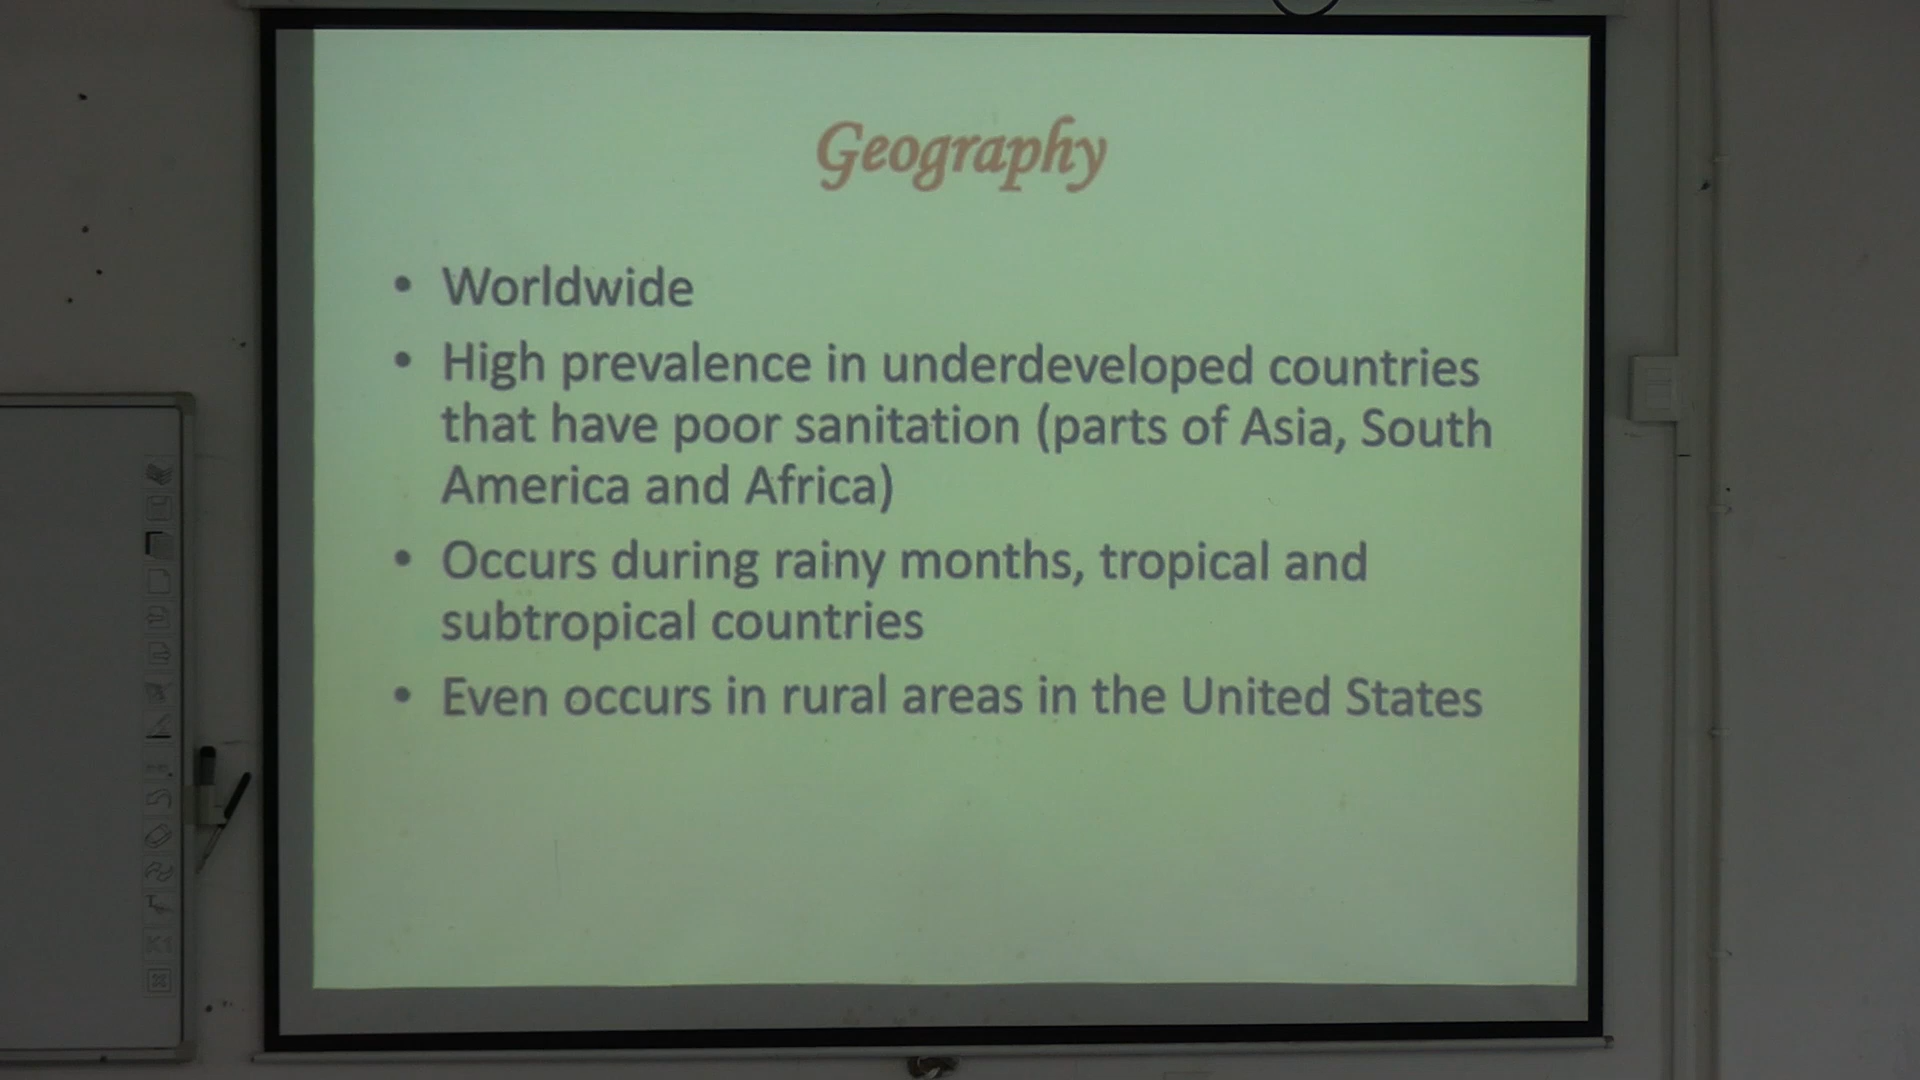 Geography
• Worldwide
• High prevalence in underdeveloped countries
that have poor sanitation (parts of Asia, South
America and Africa)
• Occurs during rainy months, tropical and
subtropical countries
• Even occurs in rural areas in the United States